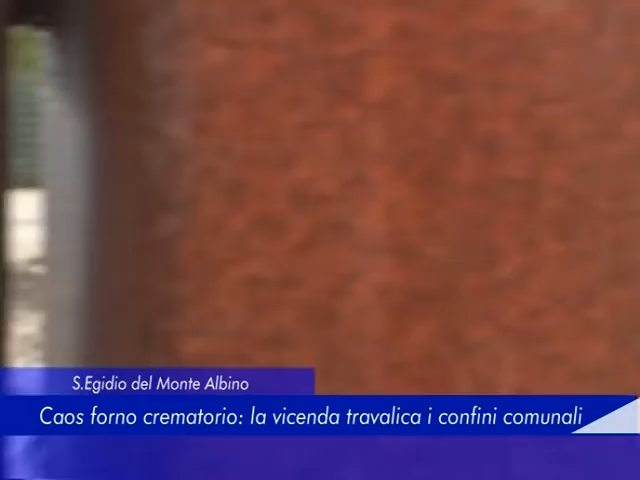 S.Egidio del Monte Albino
Caos forno crematorio: la vicenda travalica i confini comunali